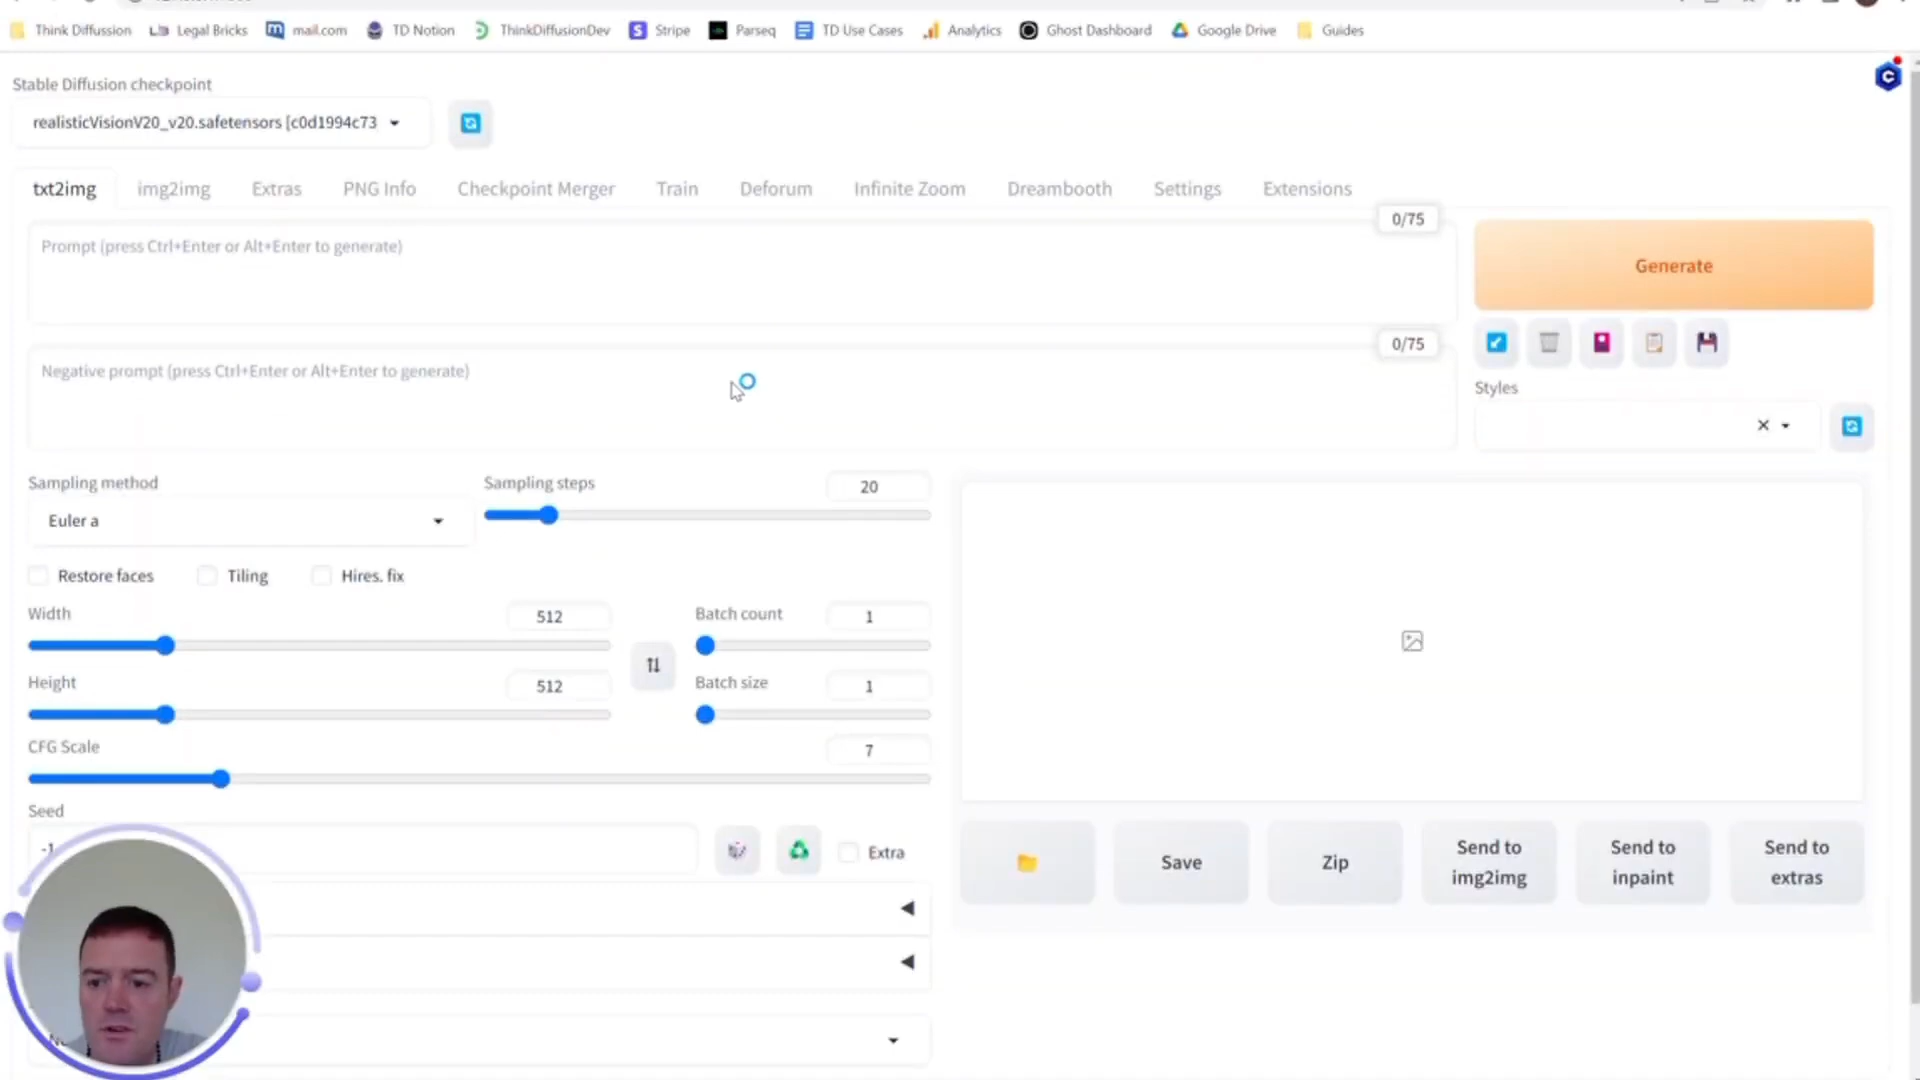 Think Diffussion Legal Bricks mail.com TD Notion ThinkDiffusionDev Stripe Parseq TD Use Cases Analytics Ghost Dashboard Google Drive Guides
Stable Diffusion checkpoint
realisticVisionV20_v20.safetensors [c0d1994c73
txt2img img2img Extras PNG Info Checkpoint Merger Train Deforum Infinite Zoom Dreambooth Settings Extensions
0/75
Prompt (press Ctrl+Enter or Alt+Enter to generate)
Generate
0/75
Negative prompt (press Ctrl+Enter or Alt+Enter to generate)
Styles
Sampling method
Euler a
Sampling steps
20
Restore faces Tiling Hires. fix
Width
512
Batch count
1
Height
512
Batch size
1
CFG Scale
7
Seed
-1
Extra
Save
Zip
Send to
img2img
Send to
inpaint
Send to
extras